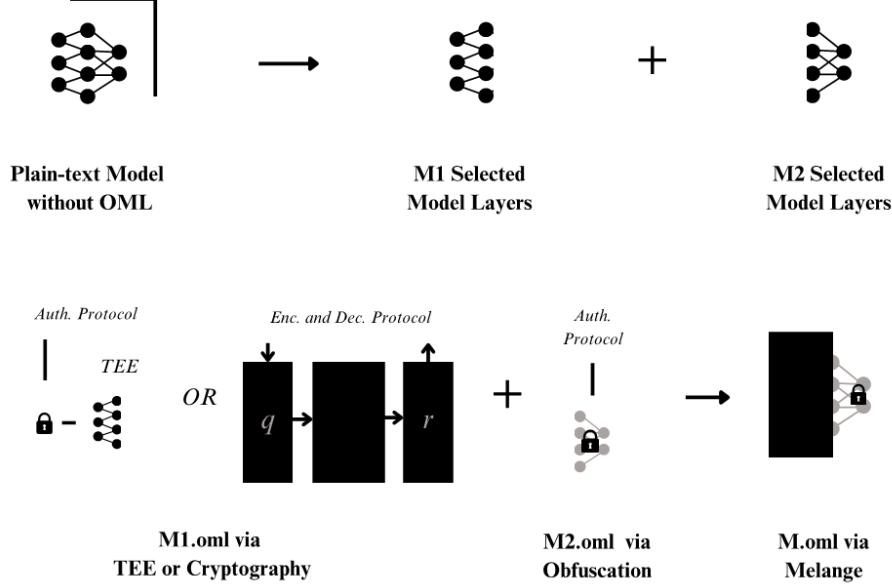 Plain-text Model
without OML
M1 Selected
Model Layers
+
M2 Selected
Model Layers
Auth. Protocol
TEE
OR
Enc. and Dec. Protocol
q
r
+
Auth.
Protocol
M1.oml via
TEE or Cryptography
M2.oml via
Obfuscation
M.oml via
Melange